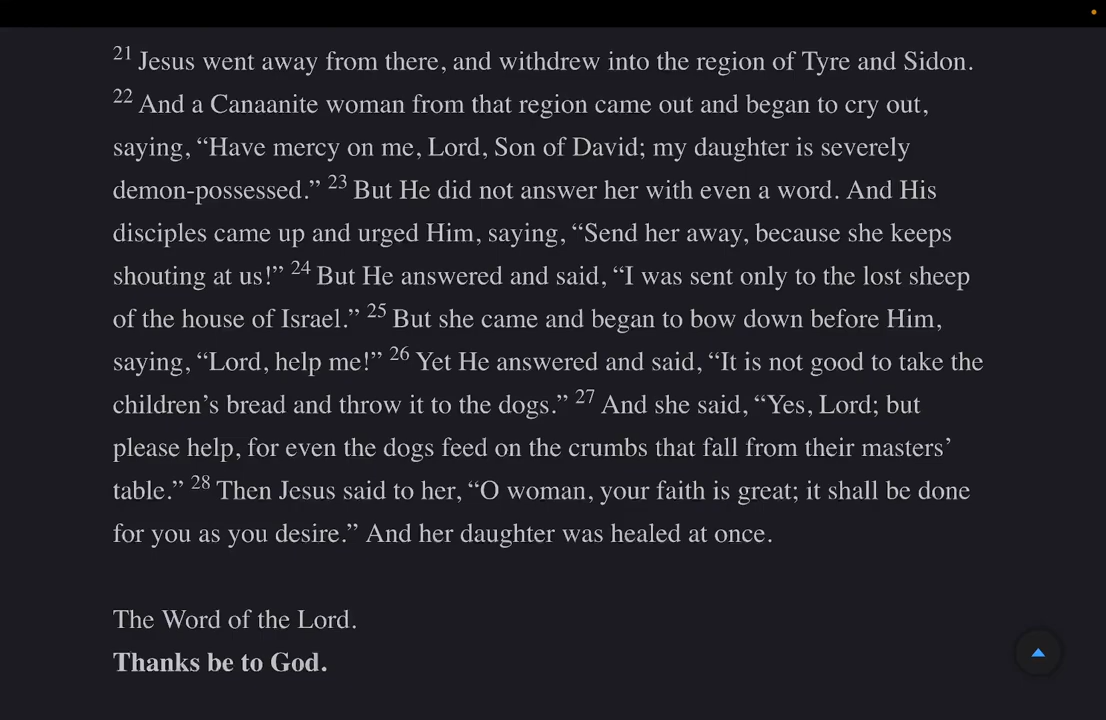 21 Jesus went away from there, and withdrew into the region of Tyre and Sidon.
22 And a Canaanite woman from that region came out and began to cry out,
saying, “Have mercy on me, Lord, Son of David; my daughter is severely
demon-possessed.” 23 But He did not answer her with even a word. And His
disciples came up and urged Him, saying, “Send her away, because she keeps
shouting at us!” 24 But He answered and said, “I was sent only to the lost sheep
of the house of Israel.” 25 But she came and began to bow down before Him,
saying, “Lord, help me!” 26 Yet He answered and said, “It is not good to take the
children’s bread and throw it to the dogs.” 27 And she said, “Yes, Lord; but
please help, for even the dogs feed on the crumbs that fall from their masters’
table.” 28 Then Jesus said to her, “O woman, your faith is great; it shall be done
for you as you desire.” And her daughter was healed at once.
The Word of the Lord.
Thanks be to God.